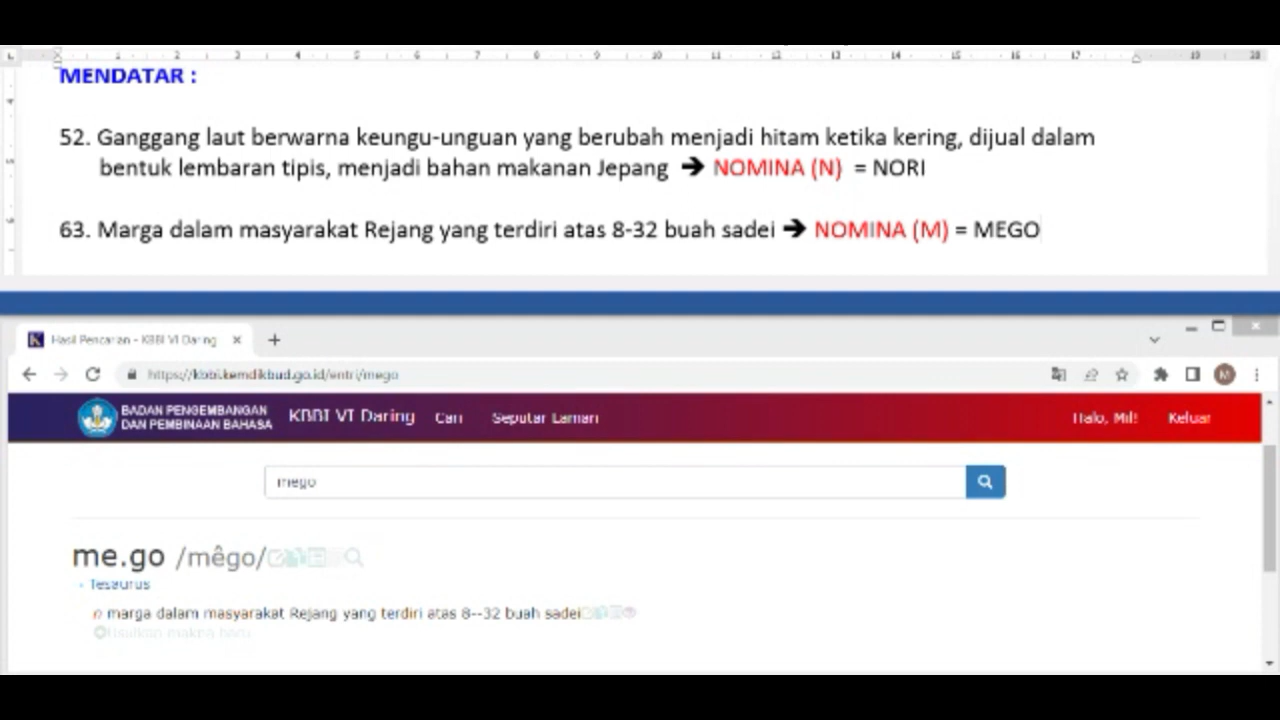 MENDATAR :
52. Ganggang laut berwarna keungu-unguan yang berubah menjadi hitam ketika kering, dijual dalam
bentuk lembaran tipis, menjadi bahan makanan Jepang ➔ NOMINA (N) = NORI
63. Marga dalam masyarakat Rejang yang terdiri atas 8-32 buah sadei ➔ NOMINA (M) = MEGO
Hasil Pencarian - KBBI VI Daring
https://kbbi.kemdikbud.go.id/entri/mego
BADAN PENGEMBANGAN
DAN PEMBINAAN BAHASA
KBBI VI Daring Cari Seputar Laman Halo, Mil! Keluar
mego
me.go /mêgo/
Tesaurus
n marga dalam masyarakat Rejang yang terdiri atas 8--32 buah sadei
Usulkan makna baru